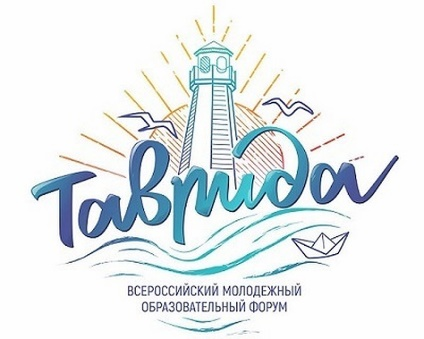 Таврида
ВСЕРОССИЙСКИЙ МОЛОДЕЖНЫЙ
ОБРАЗОВАТЕЛЬНЫЙ ФОРУМ